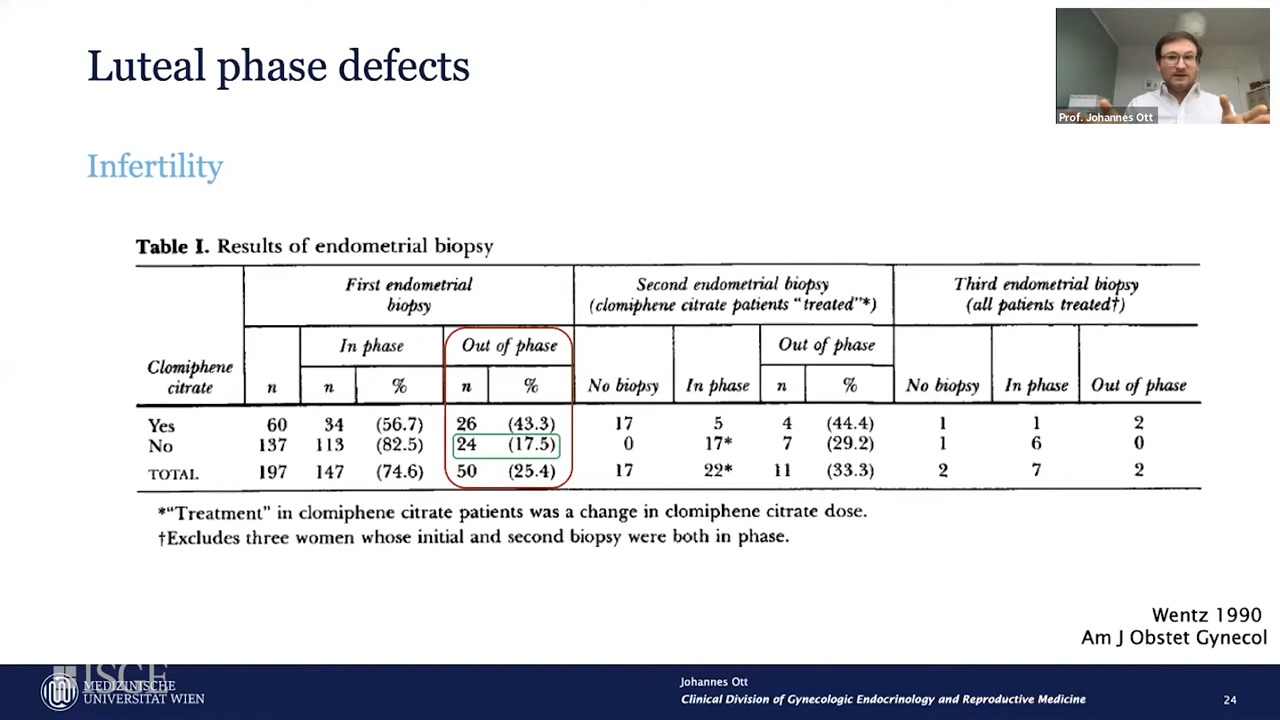 Luteal phase defects
Prof. Johannes Ott
Infertility
Table I. Results of endometrial biopsy
First endometrial biopsy
Second endometrial biopsy (clomiphene citrate patients "treated"*)
Third endometrial biopsy (all patients treated†)
In phase Out of phase Out of phase
Clomiphene citrate n n % n % No biopsy In phase n % No biopsy In phase Out of phase
Yes 60 34 (56.7) 26 (43.3) 17 5 4 (44.4) 1 1 2
No 137 113 (82.5) 24 (17.5) 0 17* 7 (29.2) 1 6 0
TOTAL 197 147 (74.6) 50 (25.4) 17 22* 11 (33.3) 2 7 2
*"Treatment" in clomiphene citrate patients was a change in clomiphene citrate dose.
†Excludes three women whose initial and second biopsy were both in phase.
Wentz 1990
Am J Obstet Gynecol
ISGE
MEDIZINISCHE
UNIVERSITÄT WIEN
Johannes Ott
Clinical Division of Gynecologic Endocrinology and Reproductive Medicine
24